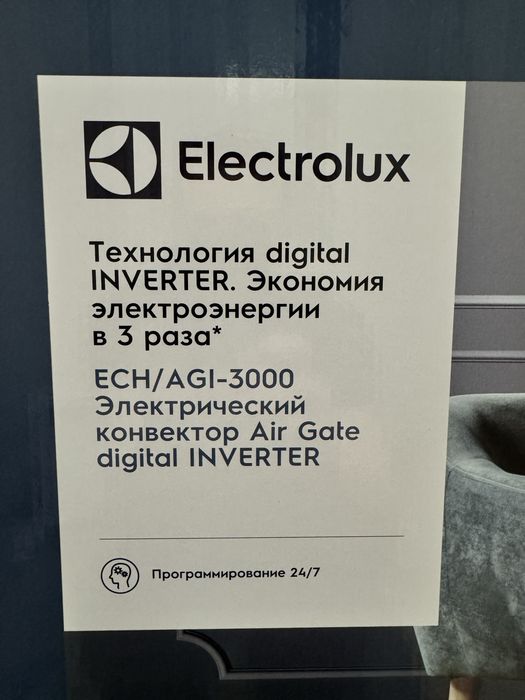 Electrolux
Технология digital
INVERTER. Экономия
электроэнергии
в 3 раза*
ECH/AGI-3000
Электрический
конвектор Air Gate
digital INVERTER
Программирование 24/7